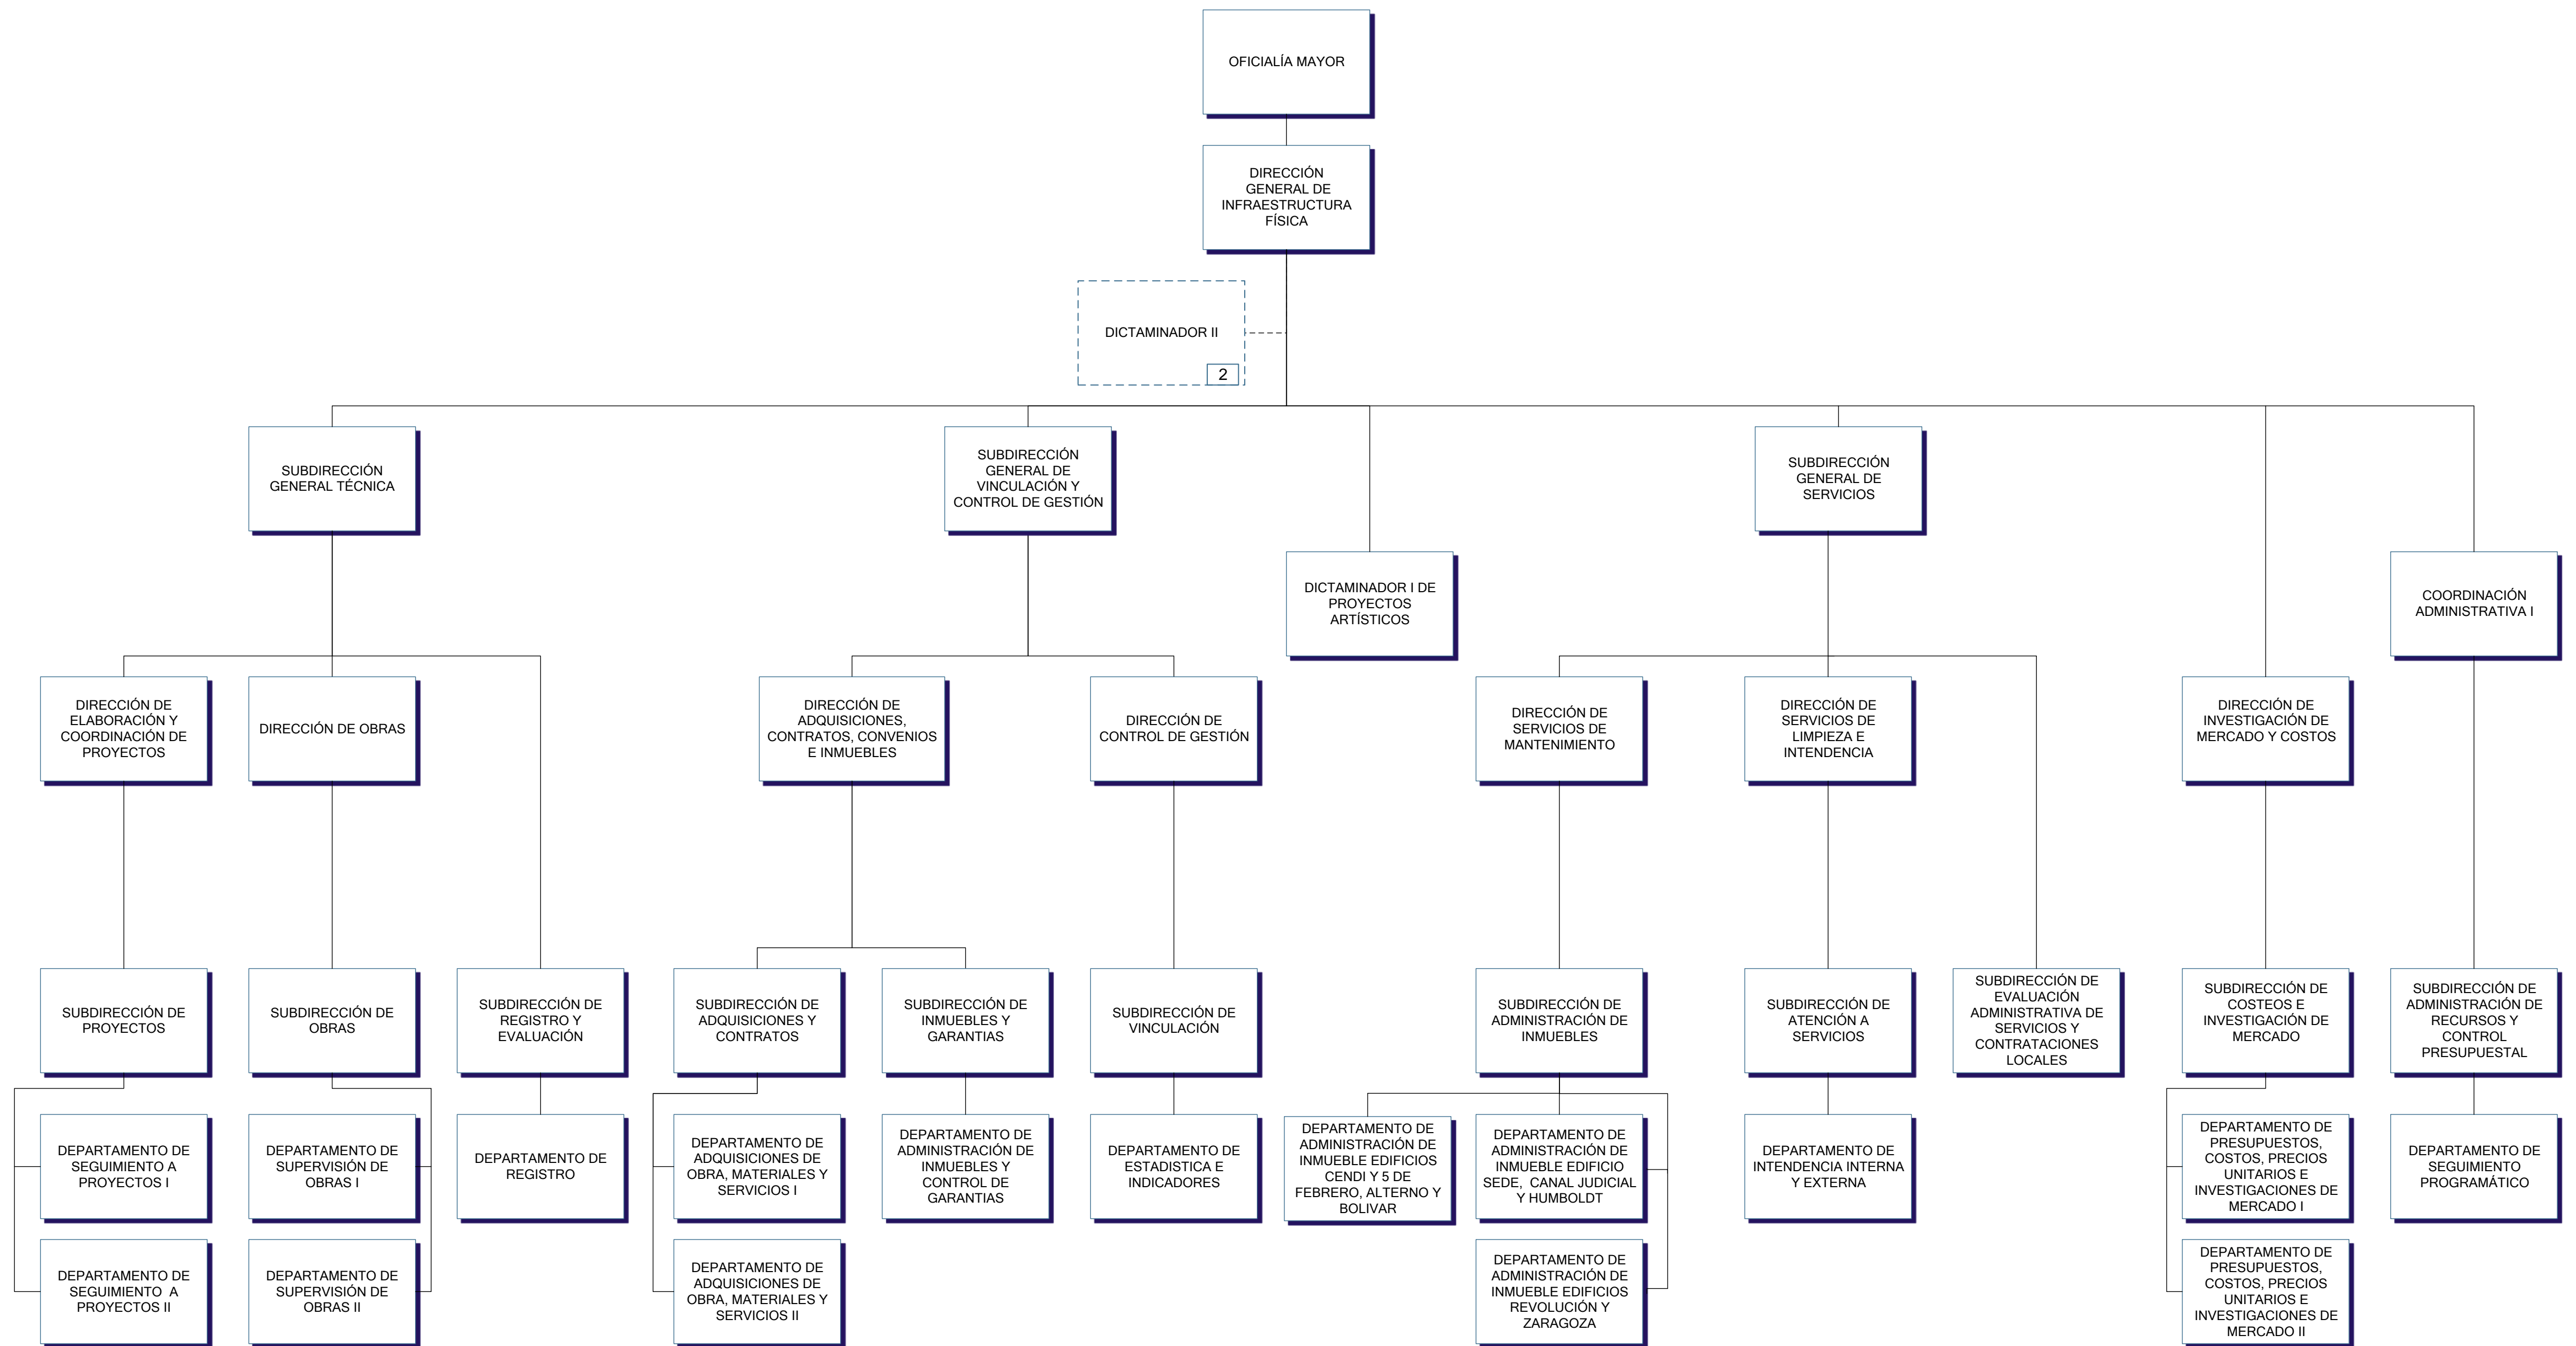 OFICIALÍA MAYOR
DIRECCIÓN
GENERAL DE
INFRAESTRUCTURA
FÍSICA
DICTAMINADOR II
2
SUBDIRECCIÓN
GENERAL TÉCNICA
SUBDIRECCIÓN
GENERAL DE
VINCULACIÓN Y
CONTROL DE GESTIÓN
SUBDIRECCIÓN
GENERAL DE
SERVICIOS
DICTAMINADOR I DE
PROYECTOS
ARTÍSTICOS
COORDINACIÓN
ADMINISTRATIVA I
DIRECCIÓN DE
ELABORACIÓN Y
COORDINACIÓN DE
PROYECTOS
DIRECCIÓN DE OBRAS
DIRECCIÓN DE
ADQUISICIONES,
CONTRATOS, CONVENIOS
E INMUEBLES
DIRECCIÓN DE
CONTROL DE GESTIÓN
DIRECCIÓN DE
SERVICIOS DE
MANTENIMIENTO
DIRECCIÓN DE
SERVICIOS DE
LIMPIEZA E
INTENDENCIA
DIRECCIÓN DE
INVESTIGACIÓN DE
MERCADO Y COSTOS
SUBDIRECCIÓN DE
PROYECTOS
SUBDIRECCIÓN DE
OBRAS
SUBDIRECCIÓN DE
REGISTRO Y
EVALUACIÓN
SUBDIRECCIÓN DE
ADQUISICIONES Y
CONTRATOS
SUBDIRECCIÓN DE
INMUEBLES Y
GARANTIAS
SUBDIRECCIÓN DE
VINCULACIÓN
SUBDIRECCIÓN DE
ADMINISTRACIÓN DE
INMUEBLES
SUBDIRECCIÓN DE
ATENCIÓN A
SERVICIOS
SUBDIRECCIÓN DE
EVALUACIÓN
ADMINISTRATIVA DE
SERVICIOS Y
CONTRATACIONES
LOCALES
SUBDIRECCIÓN DE
COSTEOS E
INVESTIGACIÓN DE
MERCADO
SUBDIRECCIÓN DE
ADMINISTRACIÓN DE
RECURSOS Y
CONTROL
PRESUPUESTAL
DEPARTAMENTO DE
SEGUIMIENTO A
PROYECTOS I
DEPARTAMENTO DE
SUPERVISIÓN DE
OBRAS I
DEPARTAMENTO DE
REGISTRO
DEPARTAMENTO DE
ADQUISICIONES DE
OBRA, MATERIALES Y
SERVICIOS I
DEPARTAMENTO DE
ADMINISTRACIÓN DE
INMUEBLES Y
CONTROL DE
GARANTIAS
DEPARTAMENTO DE
ESTADISTICA E
INDICADORES
DEPARTAMENTO DE
ADMINISTRACIÓN DE
INMUEBLE EDIFICIOS
CENDI Y 5 DE
FEBRERO, ALTERNO Y
BOLIVAR
DEPARTAMENTO DE
ADMINISTRACIÓN DE
INMUEBLE EDIFICIO
SEDE, CANAL JUDICIAL
Y HUMBOLDT
DEPARTAMENTO DE
INTENDENCIA INTERNA
Y EXTERNA
DEPARTAMENTO DE
PRESUPUESTOS,
COSTOS, PRECIOS
UNITARIOS E
INVESTIGACIONES DE
MERCADO I
DEPARTAMENTO DE
SEGUIMIENTO
PROGRAMÁTICO
DEPARTAMENTO DE
SEGUIMIENTO A
PROYECTOS II
DEPARTAMENTO DE
SUPERVISIÓN DE
OBRAS II
DEPARTAMENTO DE
ADQUISICIONES DE
OBRA, MATERIALES Y
SERVICIOS II
DEPARTAMENTO DE
ADMINISTRACIÓN DE
INMUEBLE EDIFICIOS
REVOLUCIÓN Y
ZARAGOZA
DEPARTAMENTO DE
PRESUPUESTOS,
COSTOS, PRECIOS
UNITARIOS E
INVESTIGACIONES DE
MERCADO II